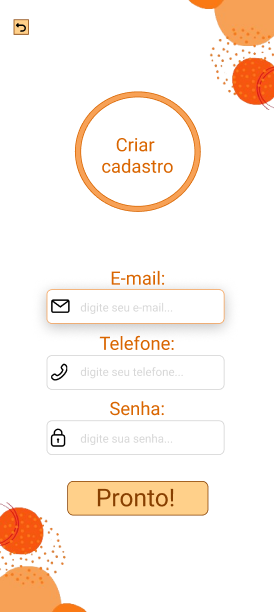 Criar
cadastro
E-mail:
digite seu e-mail...
Telefone:
digite seu telefone...
Senha:
digite sua senha...
Pronto!